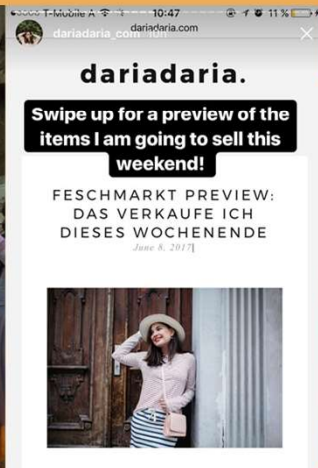 T-Mobile A
10:47
11 %
dariadaria.com
dariadaria_com 10h
dariadaria.
Swipe up for a preview of the
items I am going to sell this
weekend!
FESCHMARKT PREVIEW:
DAS VERKAUFE ICH
DIESES WOCHENENDE
June 8, 2017